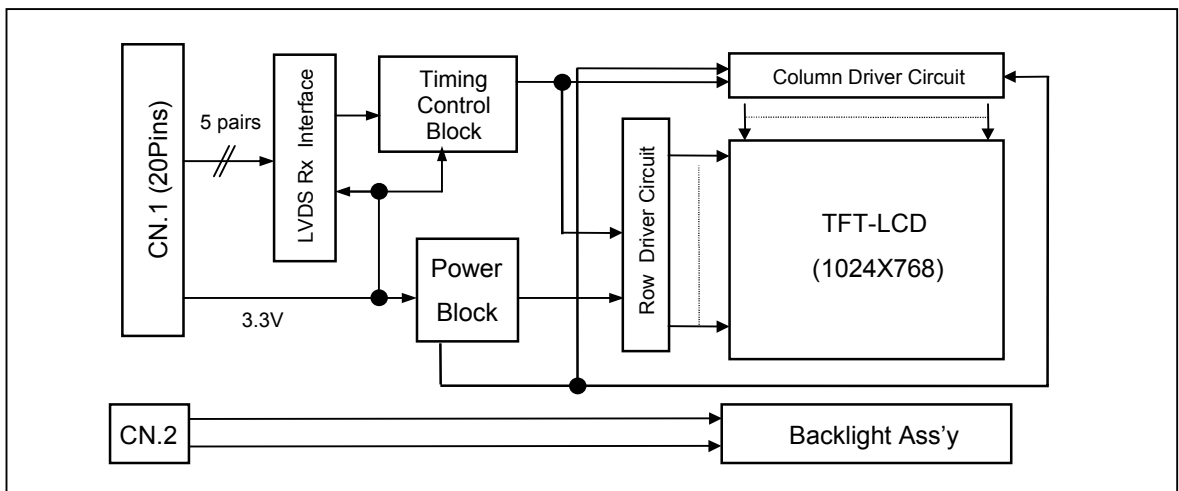 CN.1 (20Pins)
5 pairs
3.3V
LVDS Rx Interface
Timing
Control
Block
Power
Block
Row Driver Circuit
Column Driver Circuit
TFT-LCD
(1024X768)
CN.2
Backlight Ass’y